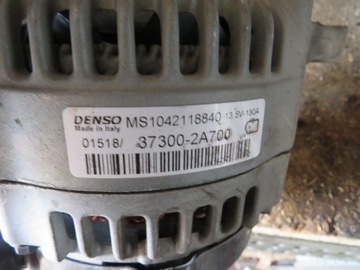 DENSO MS1042118840 13.5V-130A
Made in Italy
01518/ 37300-2A700